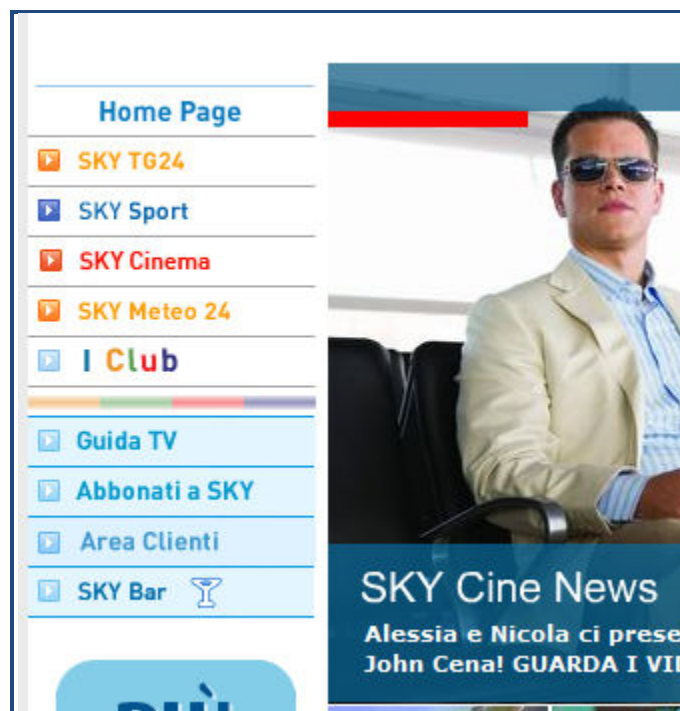 Home Page
SKY TG24
SKY Sport
SKY Cinema
SKY Meteo 24
I Club
Guida TV
Abbonati a SKY
Area Clienti
SKY Bar
SKY Cine News
Alessia e Nicola ci prese
John Cena! GUARDA I VI
PIÙ